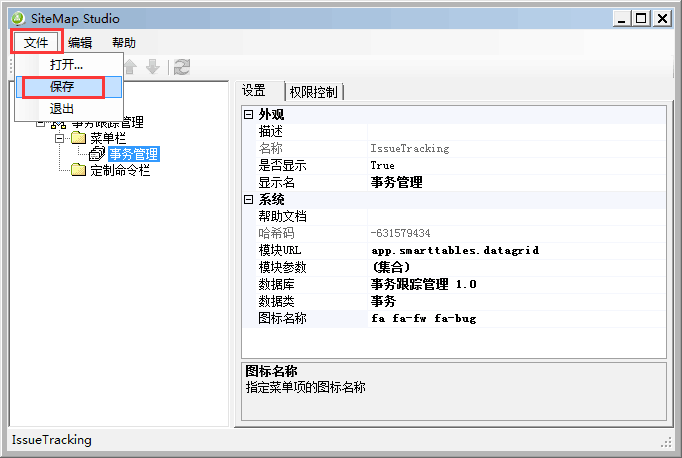 SiteMap Studio
文件 编辑 帮助
打开...
保存
退出
事务跟踪管理
菜单栏
事务管理
定制命令栏
设置 权限控制
外观
描述
名称 IssueTracking
是否显示 True
显示名 事务管理
系统
帮助文档
哈希码 -631579434
模块URL app.smarttables.datagrid
模块参数 (集合)
数据库 事务跟踪管理 1.0
数据类 事务
图标名称 fa fa-fw fa-bug
图标名称
指定菜单项的图标名称
IssueTracking